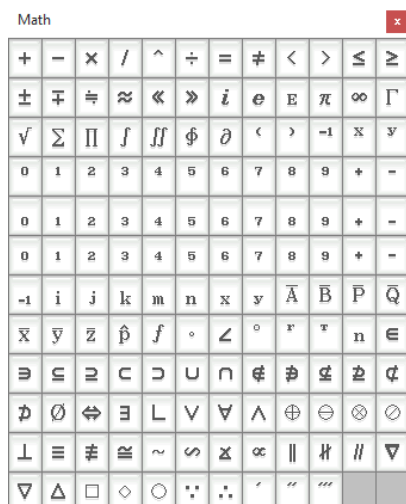 Math
x
+ − × / ^ ÷ = ≠ < > ≤ ≥
± ∓ ≒ ≈ « » i e E π ∞ Γ
√ Σ ∏ ∫ ∬ ∮ ∂ ( ) -1 x y
0 1 2 3 4 5 6 7 8 9 + -
0 1 2 3 4 5 6 7 8 9 + -
0 1 2 3 4 5 6 7 8 9 + -
-1 i j k m n x y A̅ B̅ P̅ Q̅
x̅ y̅ z̅ p̂ f ∘ ∠ ° r T n ∈
∋ ⊆ ⊇ ⊂ ⊃ ∪ ∩ ∉ ∌ ⊈ ⊉ ⊄
⊅ Ø ⇔ ∃ ∟ ∨ ∀ ∧ ⊕ ⊖ ⊗ ⊘
⊥ ≡ ≢ ≅ ~ ∽ ∝ ∥ ∦ // ∇
▽ △ □ ◇ ○ ∵ ∴ ′ ″ ‴